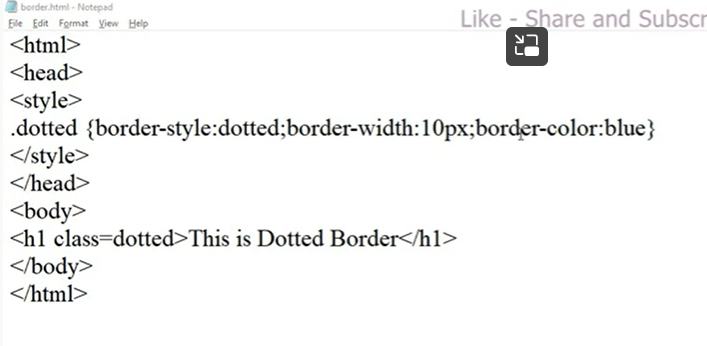 border.html - Notepad
File Edit Format View Help
Like - Share and Subscr
<html>
<head>
<style>
.dotted {border-style:dotted;border-width:10px;border-color:blue}
</style>
</head>
<body>
<h1 class=dotted>This is Dotted Border</h1>
</body>
</html>